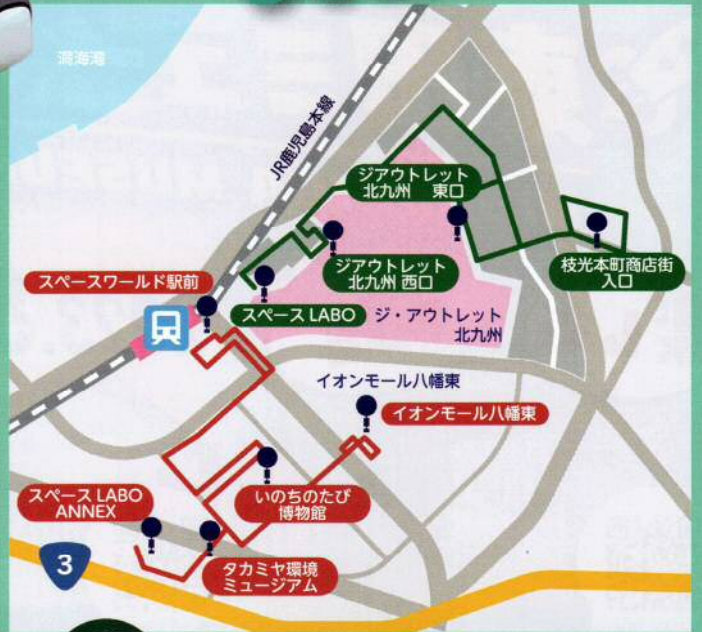 洞海湾
JR鹿児島本線
ジアウトレット
北九州 東口
枝光本町商店街
入口
ジアウトレット
北九州 西口
スペースワールド駅前
スペース LABO
ジ・アウトレット
北九州
イオンモール八幡東
イオンモール八幡東
スペース LABO
ANNEX
いのちのたび
博物館
タカミヤ環境
ミュージアム
3